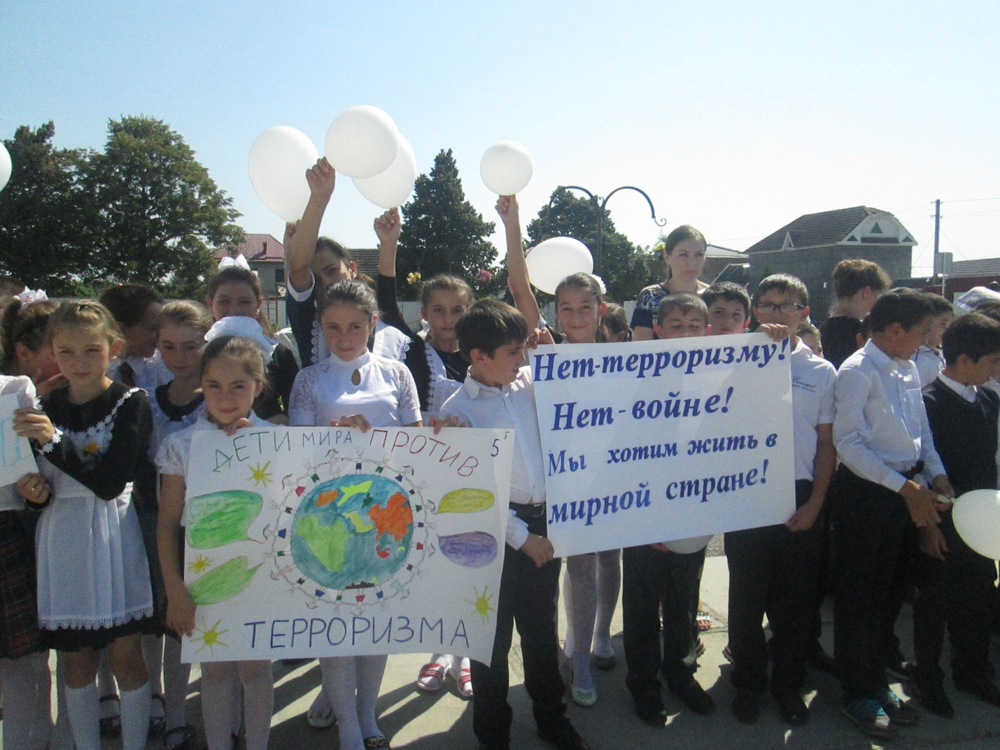 ДЕТИ МИРА ПРОТИВ
5б
ТЕРРОРИЗМА
Нет-терроризму!
Нет-войне!
Мы хотим жить в
мирной стране!